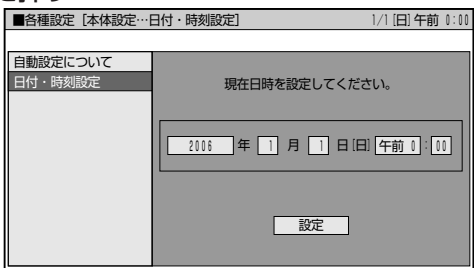 ■各種設定［本体設定…日付・時刻設定］ 1/1 [日] 午前 0:00
自動設定について
日付・時刻設定
現在日時を設定してください。
2006 年 1 月 1 日 [日] 午前 0 : 00
設定